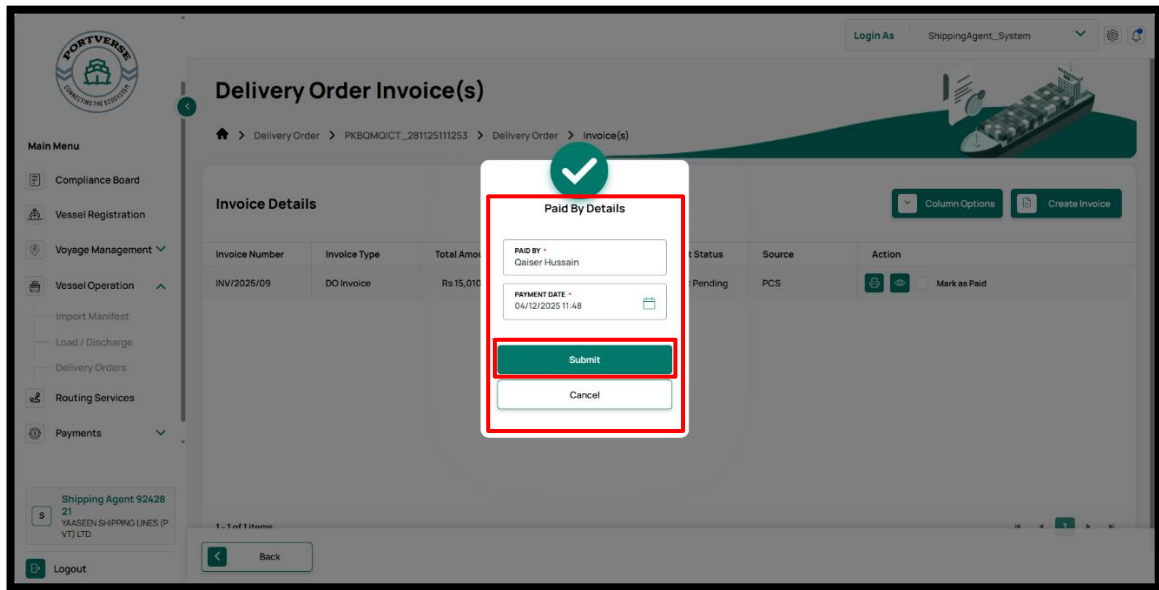 PORTVERSE
CONNECTING THE ECOSYSTEM
Login As ShippingAgent_System
Delivery Order Invoice(s)
> Delivery Order > PKBQMQICT_281125111253 > Delivery Order > Invoice(s)
Main Menu
Compliance Board
Vessel Registration
Voyage Management
Vessel Operation
Import Manifest
Load / Discharge
Delivery Orders
Routing Services
Payments
S
Shipping Agent 92428
21
YAASEEN SHIPPING LINES (P
VT) LTD
Logout
Invoice Details
Column Options
Create Invoice
Invoice Number Invoice Type Total Amou t Status Source Action
INV/2025/09 DO Invoice Rs 15,010 Pending PCS Mark as Paid
Paid By Details
PAID BY *
Qaiser Hussain
PAYMENT DATE *
04/12/2025 11:48
Submit
Cancel
1 - 1 of 1 items
1
Back